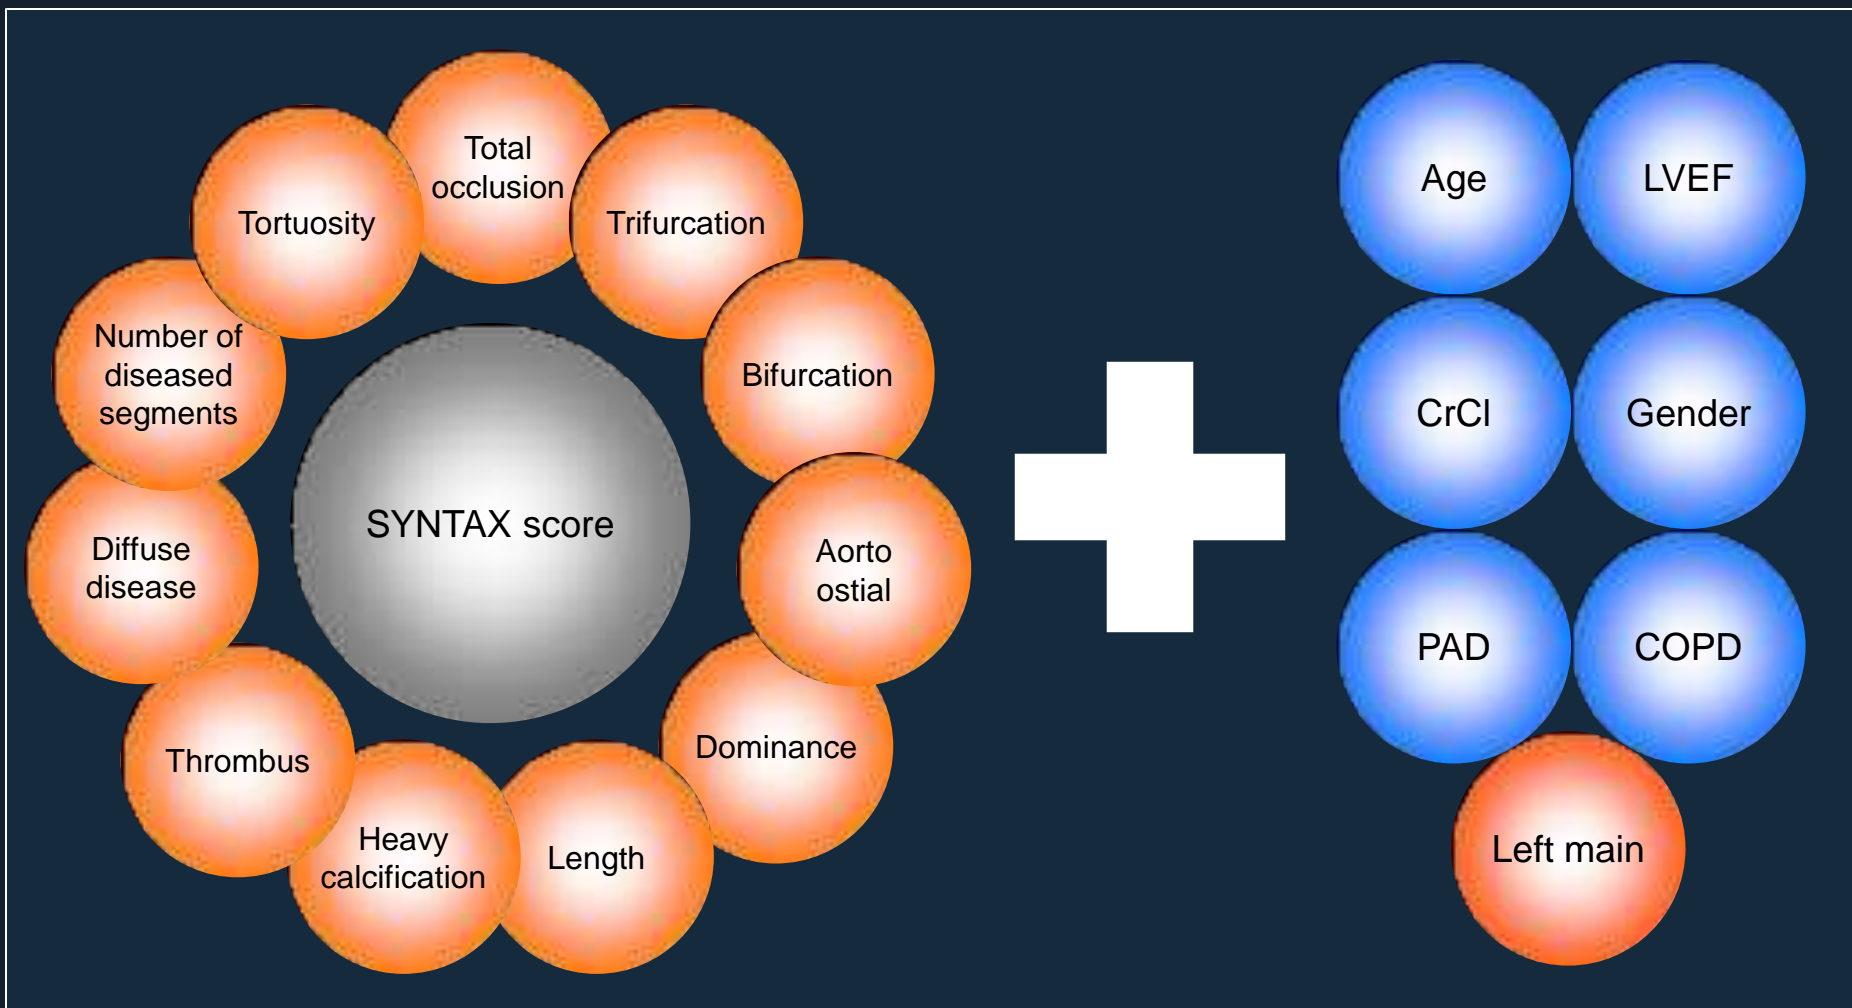 Total
occlusion
Trifurcation
Bifurcation
Aorto
ostial
Dominance
Length
Heavy
calcification
Thrombus
Diffuse
disease
Number of
diseased
segments
Tortuosity
SYNTAX score
Age
LVEF
CrCl
Gender
PAD
COPD
Left main